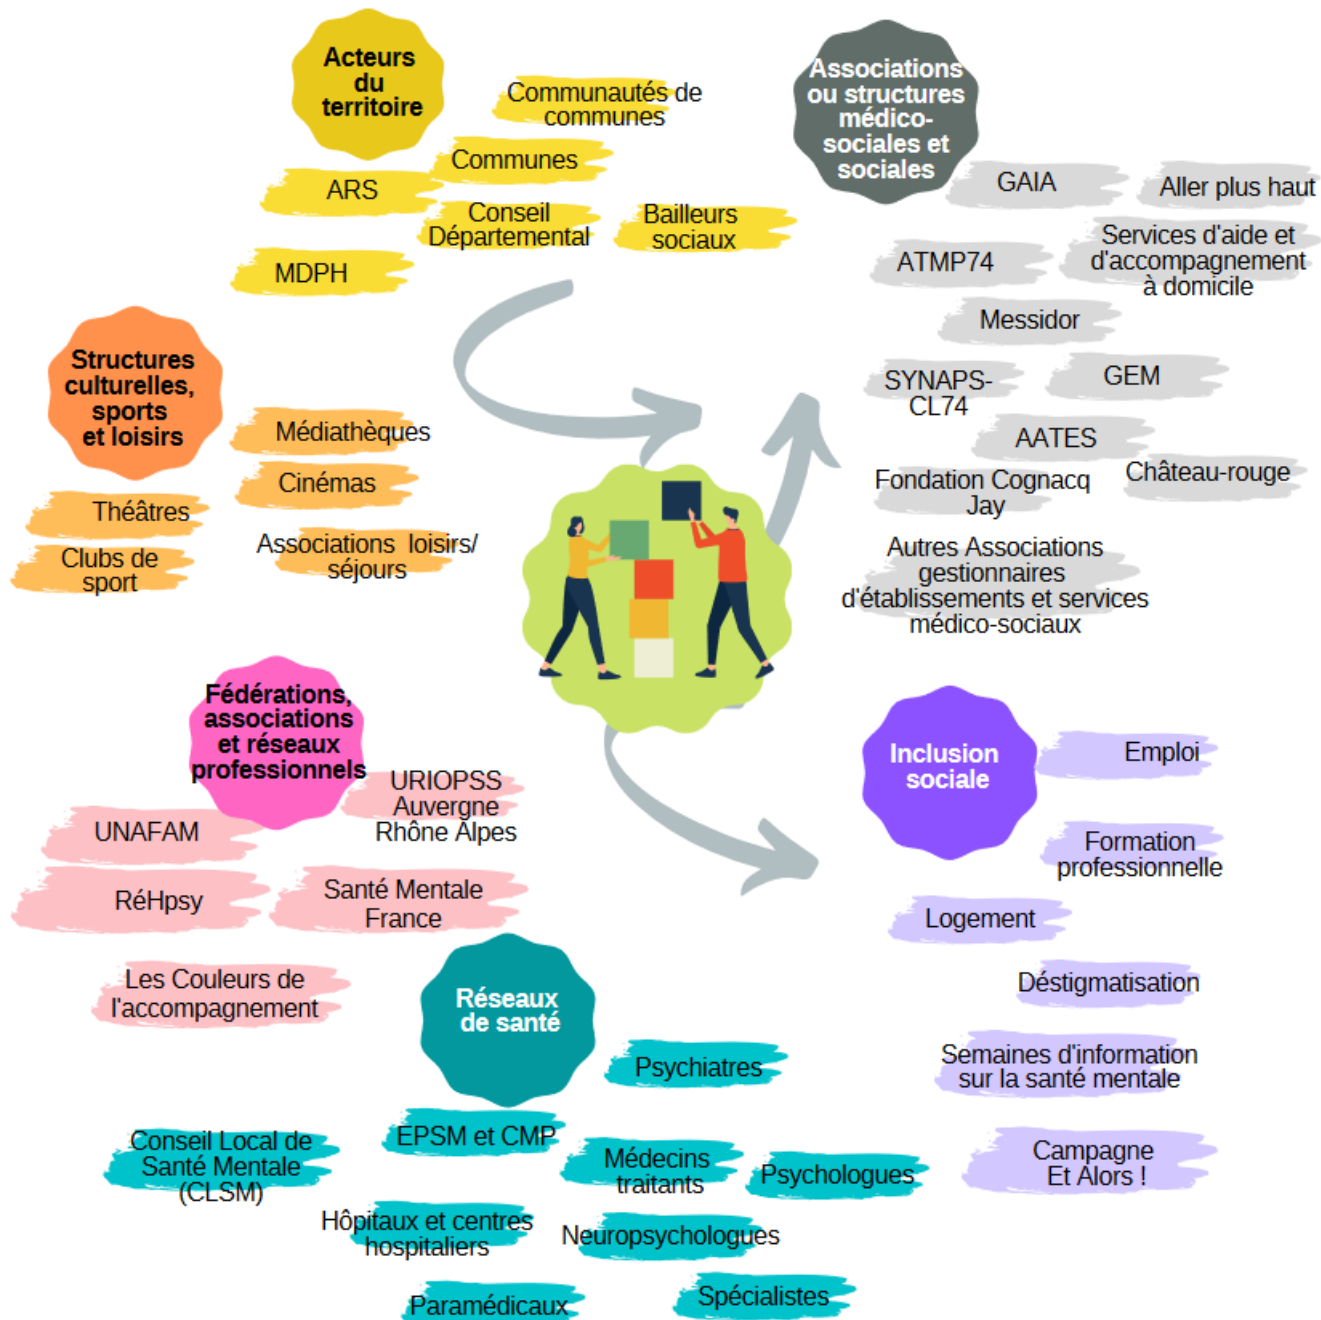 Acteurs
du
territoire
Communautés de
communes
Communes
ARS
Conseil
Départemental
Bailleurs
sociaux
MDPH
Associations
ou structures
médico-
sociales et
sociales
GAIA
Aller plus haut
ATMP74
Services d'aide et
d'accompagnement
à domicile
Messidor
SYNAPS-
CL74
GEM
AATES
Fondation Cognacq
Jay
Château-rouge
Autres Associations
gestionnaires
d'établissements et services
médico-sociaux
Structures
culturelles,
sports
et loisirs
Médiathèques
Cinémas
Théâtres
Associations loisirs/
séjours
Clubs de
sport
Fédérations,
associations
et réseaux
professionnels
URIOPSS
Auvergne
Rhône Alpes
UNAFAM
RéHpsy
Santé Mentale
France
Les Couleurs de
l'accompagnement
Inclusion
sociale
Emploi
Formation
professionnelle
Logement
Déstigmatisation
Semaines d'information
sur la santé mentale
Campagne
Et Alors !
Réseaux
de santé
Psychiatres
EPSM et CMP
Conseil Local de
Santé Mentale
(CLSM)
Médecins
traitants
Psychologues
Hôpitaux et centres
hospitaliers
Neuropsychologues
Paramédicaux
Spécialistes